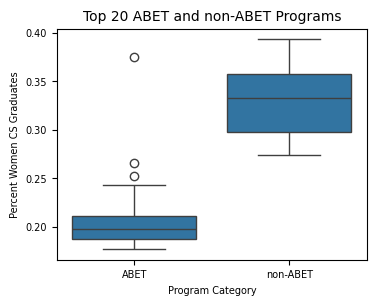 Top 20 ABET and non-ABET Programs
0.40
0.35
0.30
0.25
0.20
Percent Women CS Graduates
ABET
non-ABET
Program Category